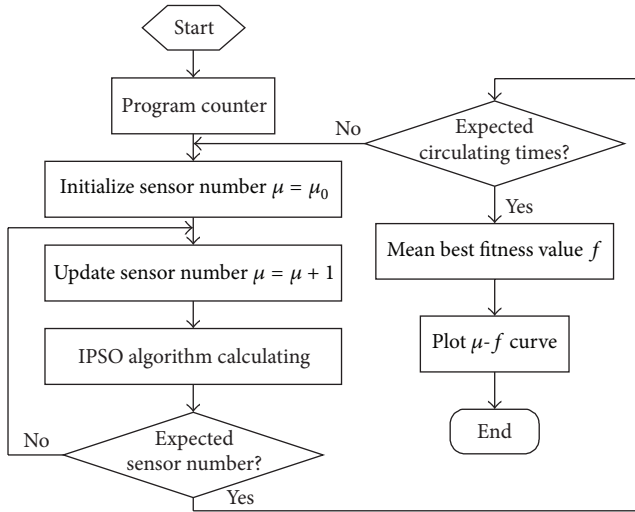 Start
Program counter
Initialize sensor number μ = μ₀
Update sensor number μ = μ + 1
IPSO algorithm calculating
Expected
sensor number?
No
Yes
Expected
circulating times?
No
Yes
Mean best fitness value f
Plot μ-f curve
End